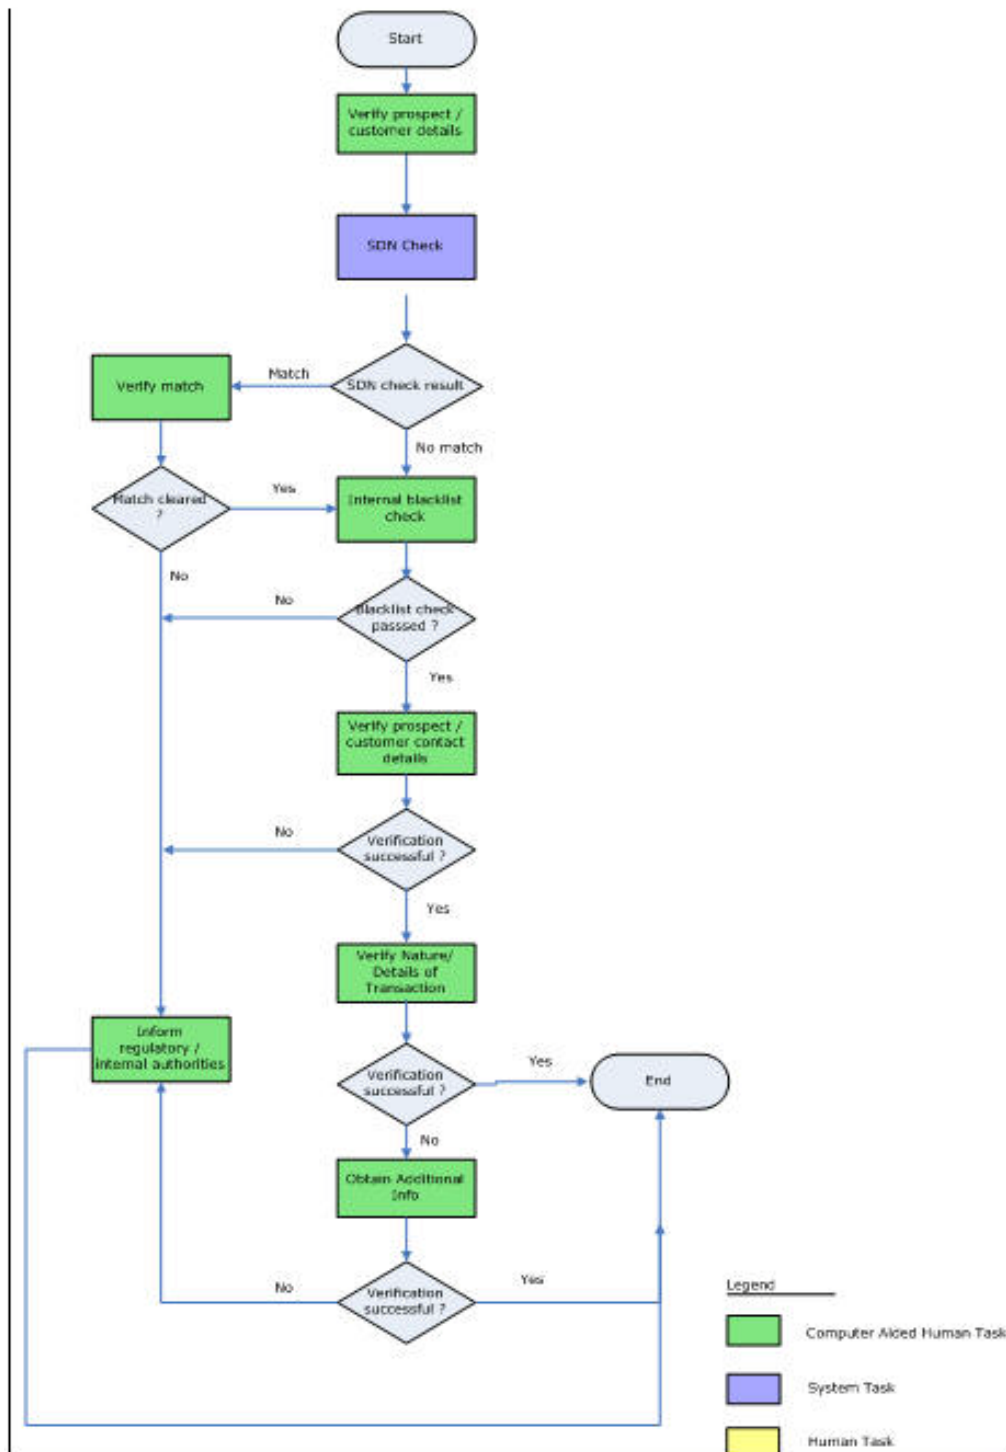 Start
Verify prospect /
customer details
SDN Check
SDN check result
Match
Verify match
No match
Match cleared
?
Yes
Internal blacklist
check
No
No
Blacklist check
passsed ?
Yes
Verify prospect /
customer contact
details
No
Verification
successful ?
Yes
Verify Nature/
Details of
Transaction
Inform
regulatory /
internal authorities
Verification
successful ?
Yes
End
No
Obtain Additional
Info
No
Verification
successful ?
Yes
Legend
Computer Aided Human Task
System Task
Human Task